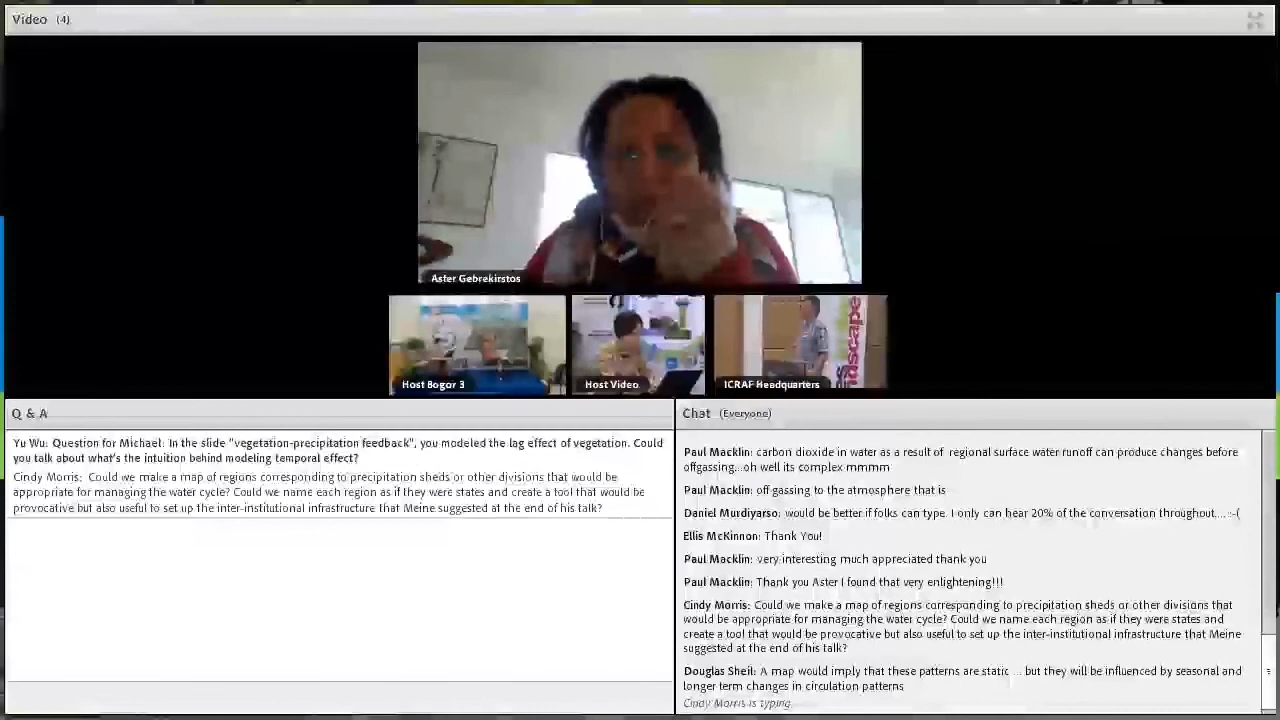 Video (4)
Aster Gebrekirstos
Host Bogor 3
Host Video
ICRAF Headquarters
Q & A
Yu Wu: Question for Michael: In the slide "vegetation-precipitation feedback", you modeled the lag effect of vegetation. Could
you talk about what's the intuition behind modeling temporal effect?
Cindy Morris: Could we make a map of regions corresponding to precipitation sheds or other divisions that would be
appropriate for managing the water cycle? Could we name each region as if they were states and create a tool that would be
provocative but also useful to set up the inter-institutional infrastructure that Meine suggested at the end of his talk?
Chat (Everyone)
Paul Macklin: carbon dioxide in water as a result of regional surface water runoff can produce changes before
offgassing...oh well its complex mmmm
Paul Macklin: off gassing to the atmosphere that is
Daniel Murdiyarso: would be better if folks can type. I only can hear 20% of the conversation throughout.... :-(
Ellis McKinnon: Thank You!
Paul Macklin: very interesting much appreciated thank you
Paul Macklin: Thank you Aster I found that very enlightening!!!
Cindy Morris: Could we make a map of regions corresponding to precipitation sheds or other divisions that
would be appropriate for managing the water cycle? Could we name each region as if they were states and
create a tool that would be provocative but also useful to set up the inter-institutional infrastructure that Meine
suggested at the end of his talk?
Douglas Sheil: A map would imply that these patterns are static ... but they will be influenced by seasonal and
longer term changes in circulation patterns
Cindy Morris is typing